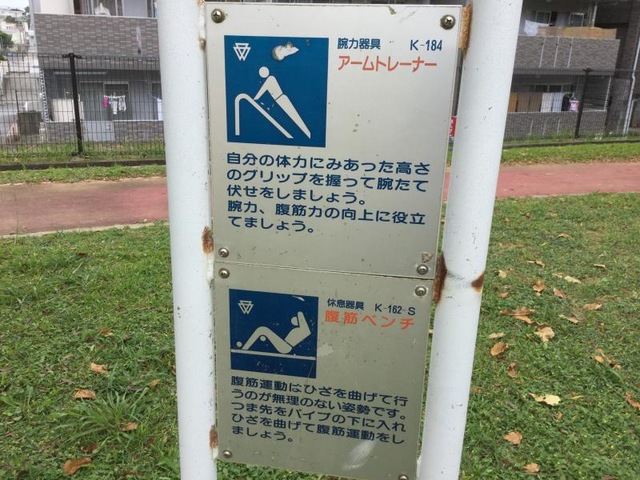 腕力器具 K-184
アームトレーナー
自分の体力にみあった高さ
のグリップを握って腕たて
伏せをしましょう。
腕力、腹筋力の向上に役立
てましょう。
休息器具 K-162-S
腹筋ベンチ
腹筋運動はひざを曲げて行
うのが無理のない姿勢です。
つま先をパイプの下に入れ
ひざを曲げて腹筋運動をし
ましょう。